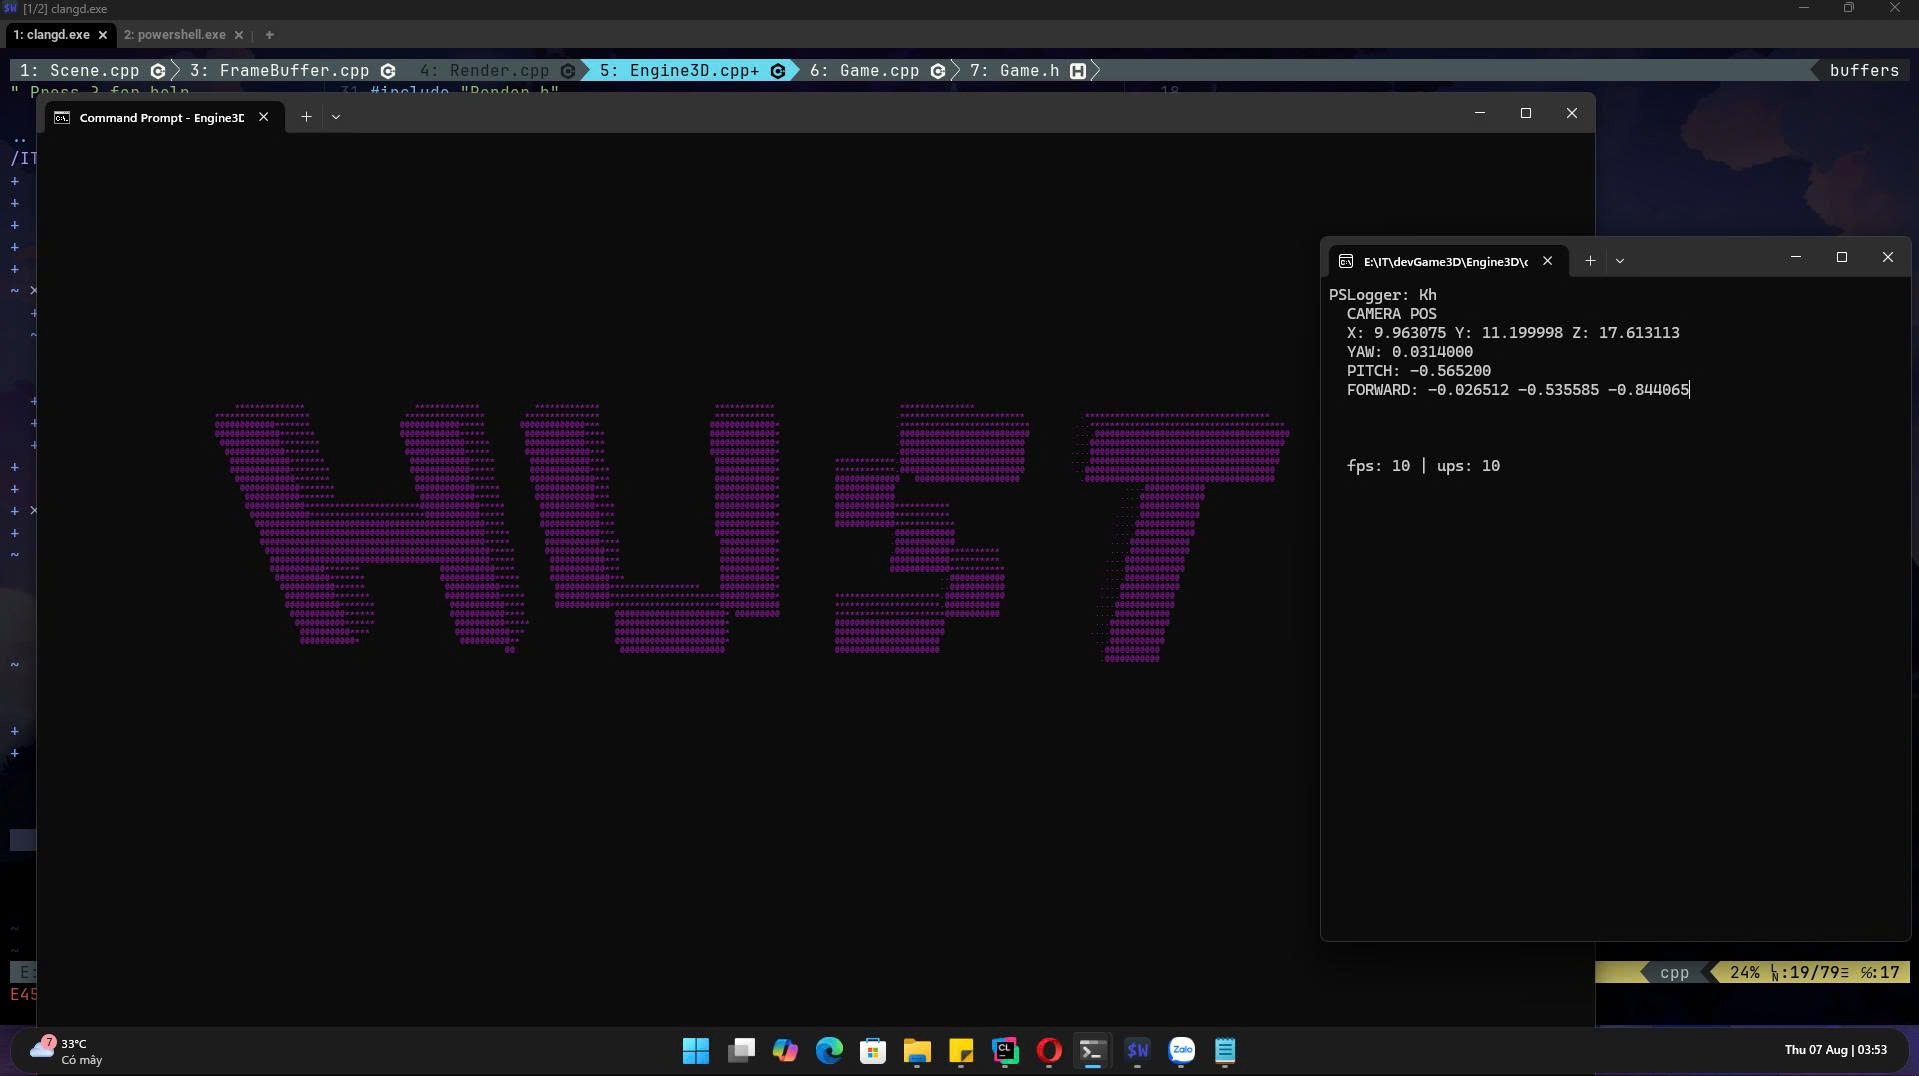 [1/2] clangd.exe
1: clangd.exe 2: powershell.exe
1: Scene.cpp 3: FrameBuffer.cpp 4: Render.cpp 5: Engine3D.cpp+ 6: Game.cpp 7: Game.h buffers
" Press ? for help 31 #include "Render.h" 18
Command Prompt - Engine3D
..
/IT
HUST
E:\IT\devGame3D\Engine3D\
PSLogger: Kh
CAMERA POS
X: 9.963075 Y: 11.199998 Z: 17.613113
YAW: 0.0314000
PITCH: -0.565200
FORWARD: -0.026512 -0.535585 -0.844065
fps: 10 | ups: 10
E: cpp 24% LN:19/79≡ ℅:17
E45
7 33°C
Có mây
Zalo
Thu 07 Aug | 03:53